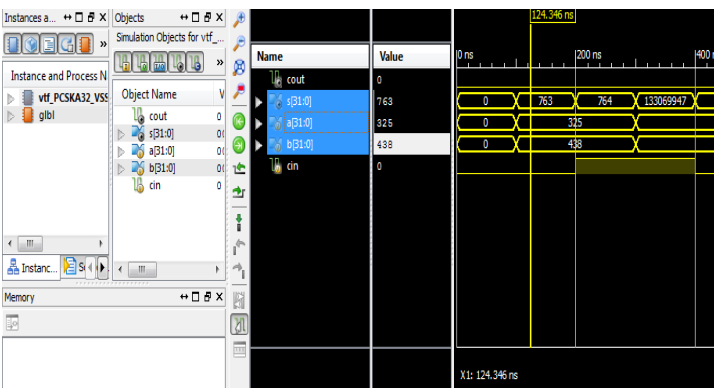 Instances a...
Objects
Simulation Objects for vtf_...
»
»
Instance and Process N
vtf_PCSKA32_VSS
glbl
Object Name
V
cout
0
s[31:0]
a[31:0]
b[31:0]
cin
0
Instanc...
Memory
Name
Value
cout
0
s[31:0]
763
a[31:0]
325
b[31:0]
438
cin
0
124.346 ns
0 ns
200 ns
400 n
0
763
764
133069947
0
325
0
438
X1: 124.346 ns